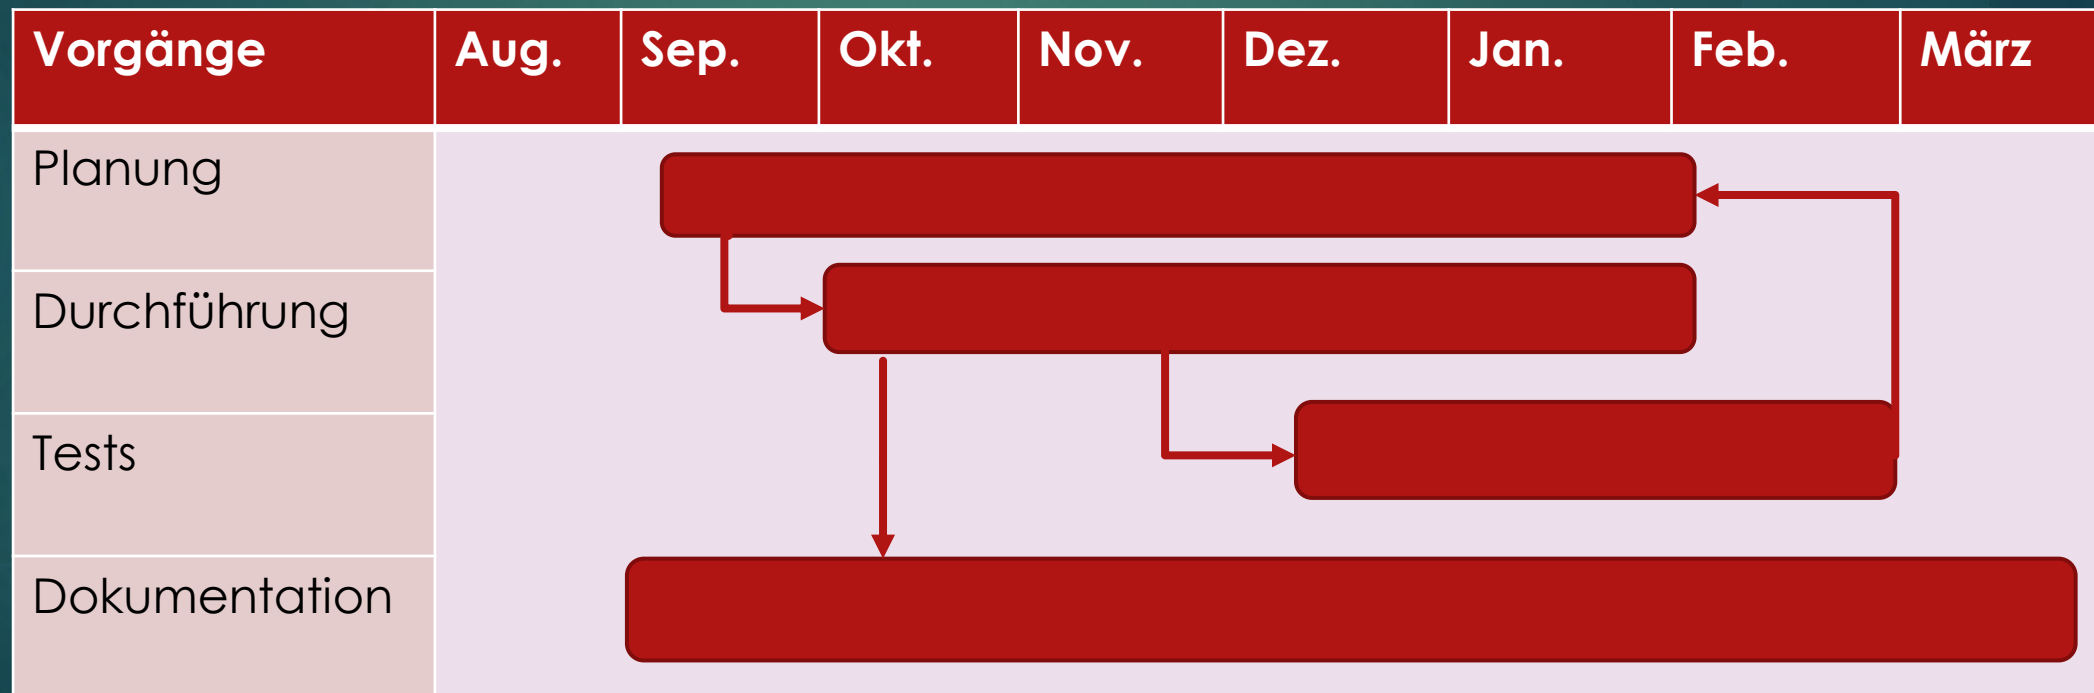 Vorgänge Aug. Sep. Okt. Nov. Dez. Jan. Feb. März
Planung
Durchführung
Tests
Dokumentation